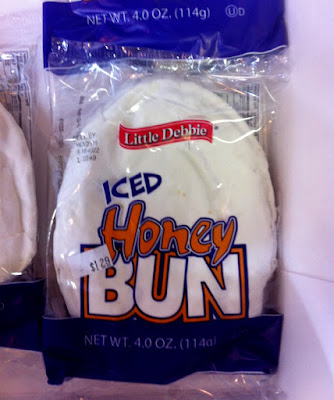 NET WT. 4.0 OZ. (114g) UD
Little Debbie
ICED
Honey
BUN
$1.29
NET WT. 4.0 OZ. (114g)